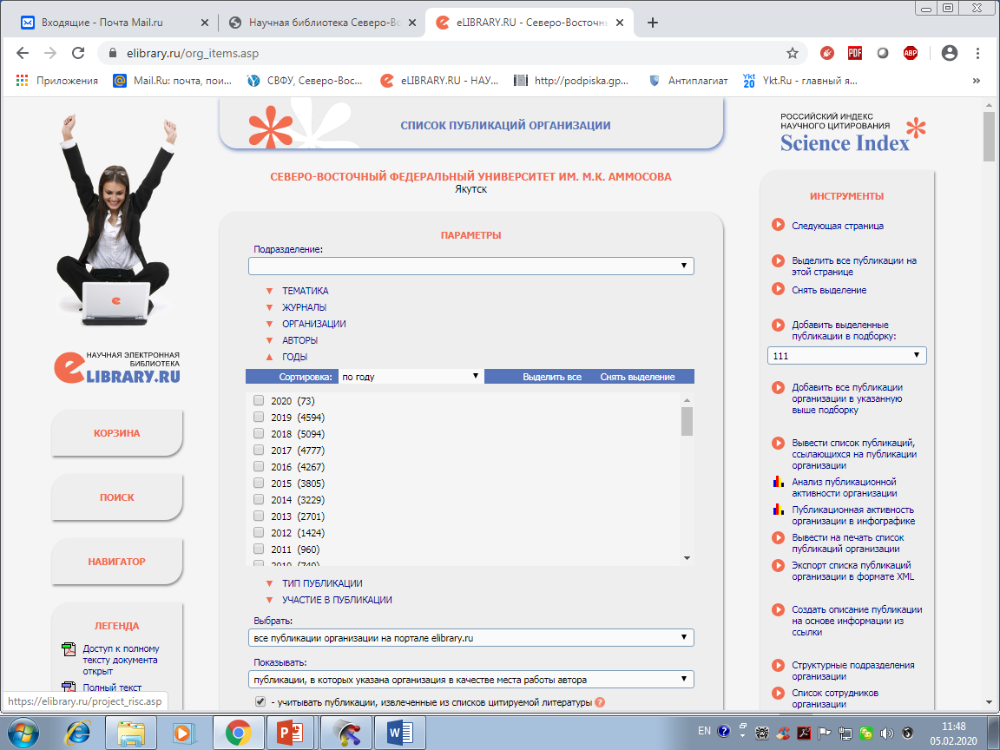 Входящие - Почта Mail.ru
Научная библиотека Северо-Во
eLIBRARY.RU - Северо-Восточнь
elibrary.ru/org_items.asp
PDF
ABP
Приложения
Mail.Ru: почта, пои...
СВФУ, Северо-Вос...
eLIBRARY.RU - НАУ...
http://podpiska.gp...
Антиплагиат
Ykt 20
Ykt.Ru - главный я...
»
НАУЧНАЯ ЭЛЕКТРОННАЯ
БИБЛИОТЕКА
eLIBRARY.RU
КОРЗИНА
ПОИСК
НАВИГАТОР
ЛЕГЕНДА
Доступ к полному
тексту документа
открыт
Полный текст
https://elibrary.ru/project_risc.asp
СПИСОК ПУБЛИКАЦИЙ ОРГАНИЗАЦИИ
СЕВЕРО-ВОСТОЧНЫЙ ФЕДЕРАЛЬНЫЙ УНИВЕРСИТЕТ ИМ. М.К. АММОСОВА
Якутск
ПАРАМЕТРЫ
Подразделение:
ТЕМАТИКА
ЖУРНАЛЫ
ОРГАНИЗАЦИИ
АВТОРЫ
ГОДЫ
Сортировка: по году Выделить все Снять выделение
2020 (73)
2019 (4594)
2018 (5094)
2017 (4777)
2016 (4267)
2015 (3805)
2014 (3229)
2013 (2701)
2012 (1424)
2011 (960)
2010 (740)
ТИП ПУБЛИКАЦИИ
УЧАСТИЕ В ПУБЛИКАЦИИ
Выбрать:
все публикации организации на портале elibrary.ru
Показывать:
публикации, в которых указана организация в качестве места работы автора
- учитывать публикации, извлеченные из списков цитируемой литературы ?
РОССИЙСКИЙ ИНДЕКС
НАУЧНОГО ЦИТИРОВАНИЯ
Science Index
ИНСТРУМЕНТЫ
Следующая страница
Выделить все публикации на
этой странице
Снять выделение
Добавить выделенные
публикации в подборку:
111
Добавить все публикации
организации в указанную
выше подборку
Вывести список публикаций,
ссылающихся на публикации
организации
Анализ публикационной
активности организации
Публикационная активность
организации в инфографике
Вывести на печать список
публикаций организации
Экспорт списка публикаций
организации в формате XML
Создать описание публикации
на основе информации из
ссылки
Структурные подразделения
организации
Список сотрудников
организации
EN
11:48
05.02.2020